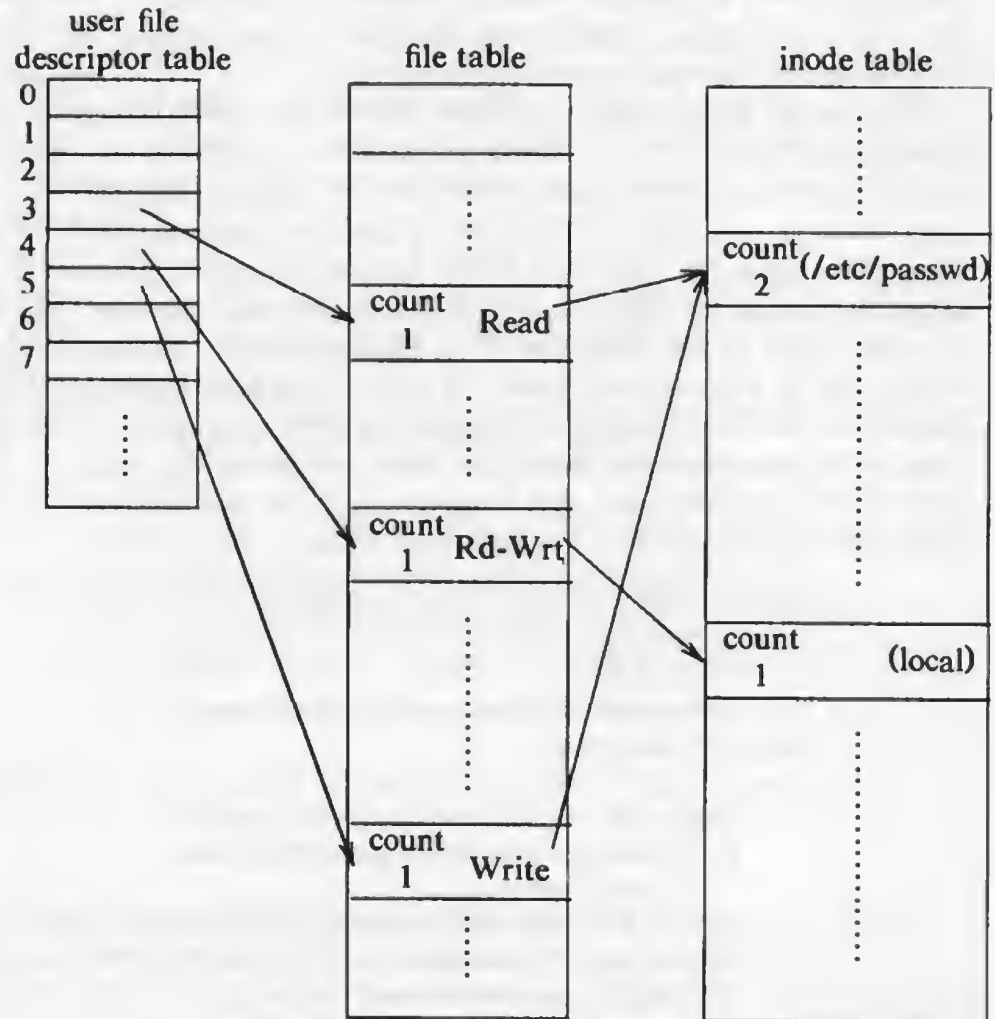 user file
descriptor table
file table
inode table
0
1
2
3
4
5
6
7
count
1 Read
count
1 Rd-Wrt
count
1 Write
count (/etc/passwd)
2
count
1 (local)